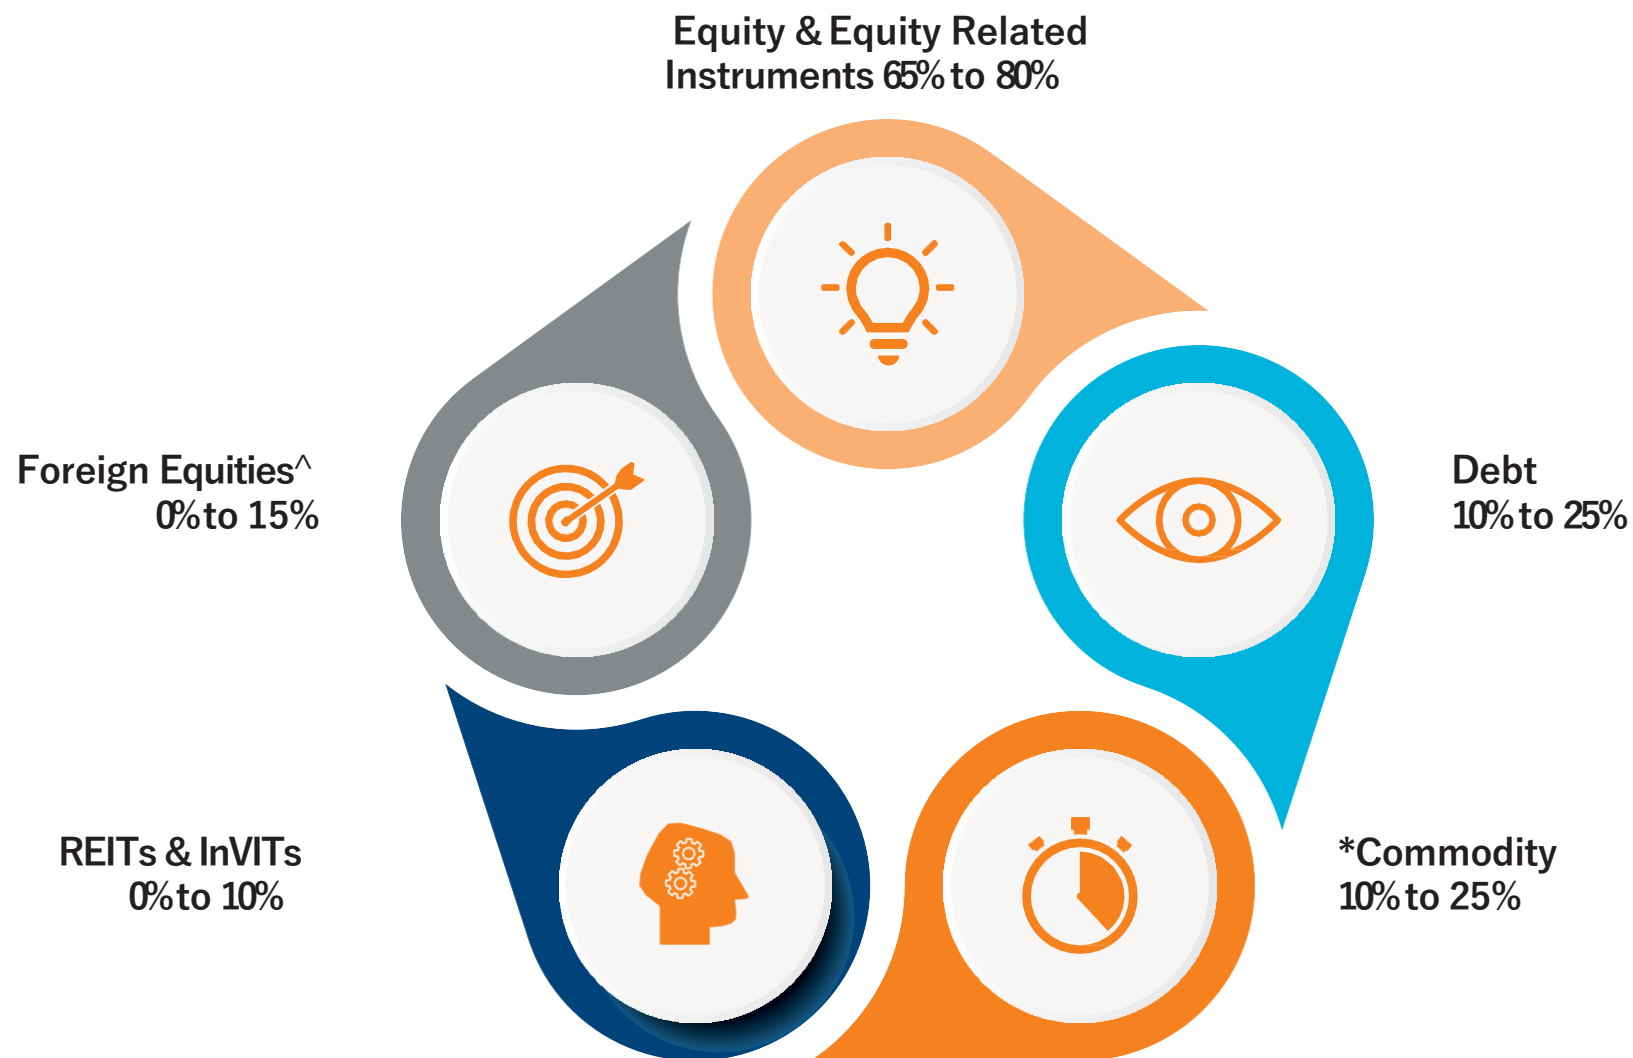 Equity & Equity Related
Instruments 65% to 80%
Foreign Equities^
0% to 15%
Debt
10% to 25%
REITs & InVITs
0% to 10%
*Commodity
10% to 25%